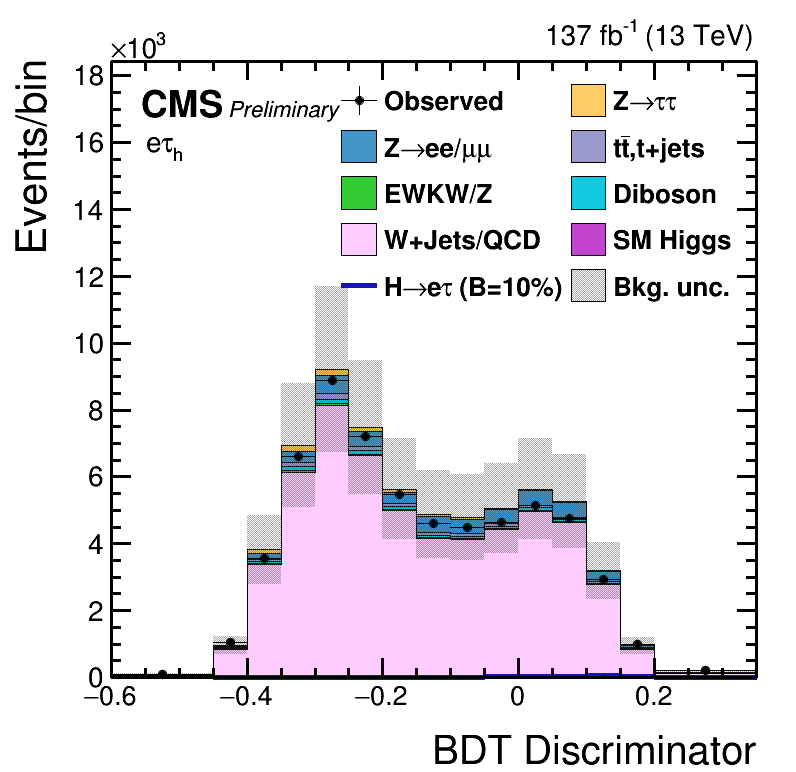 ×10³ 137 fb⁻¹ (13 TeV)
Events/bin
18
16
14
12
10
8
6
4
2
0
CMS Preliminary
eτₕ
Observed Z→ττ
Z→ee/μμ tt̄,t+jets
EWKW/Z Diboson
W+Jets/QCD SM Higgs
H→eτ (B=10%) Bkg. unc.
−0.6 −0.4 −0.2 0 0.2
BDT Discriminator